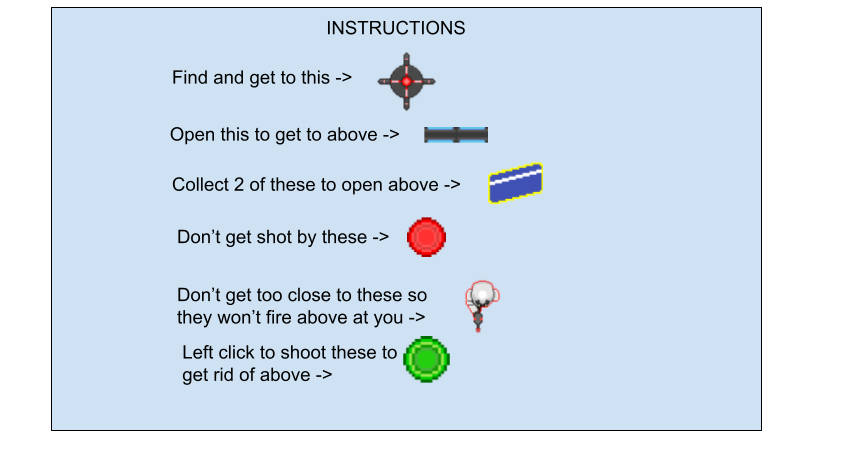 INSTRUCTIONS
Find and get to this ->
Open this to get to above ->
Collect 2 of these to open above ->
Don’t get shot by these ->
Don’t get too close to these so
they won’t fire above at you ->
Left click to shoot these to
get rid of above ->